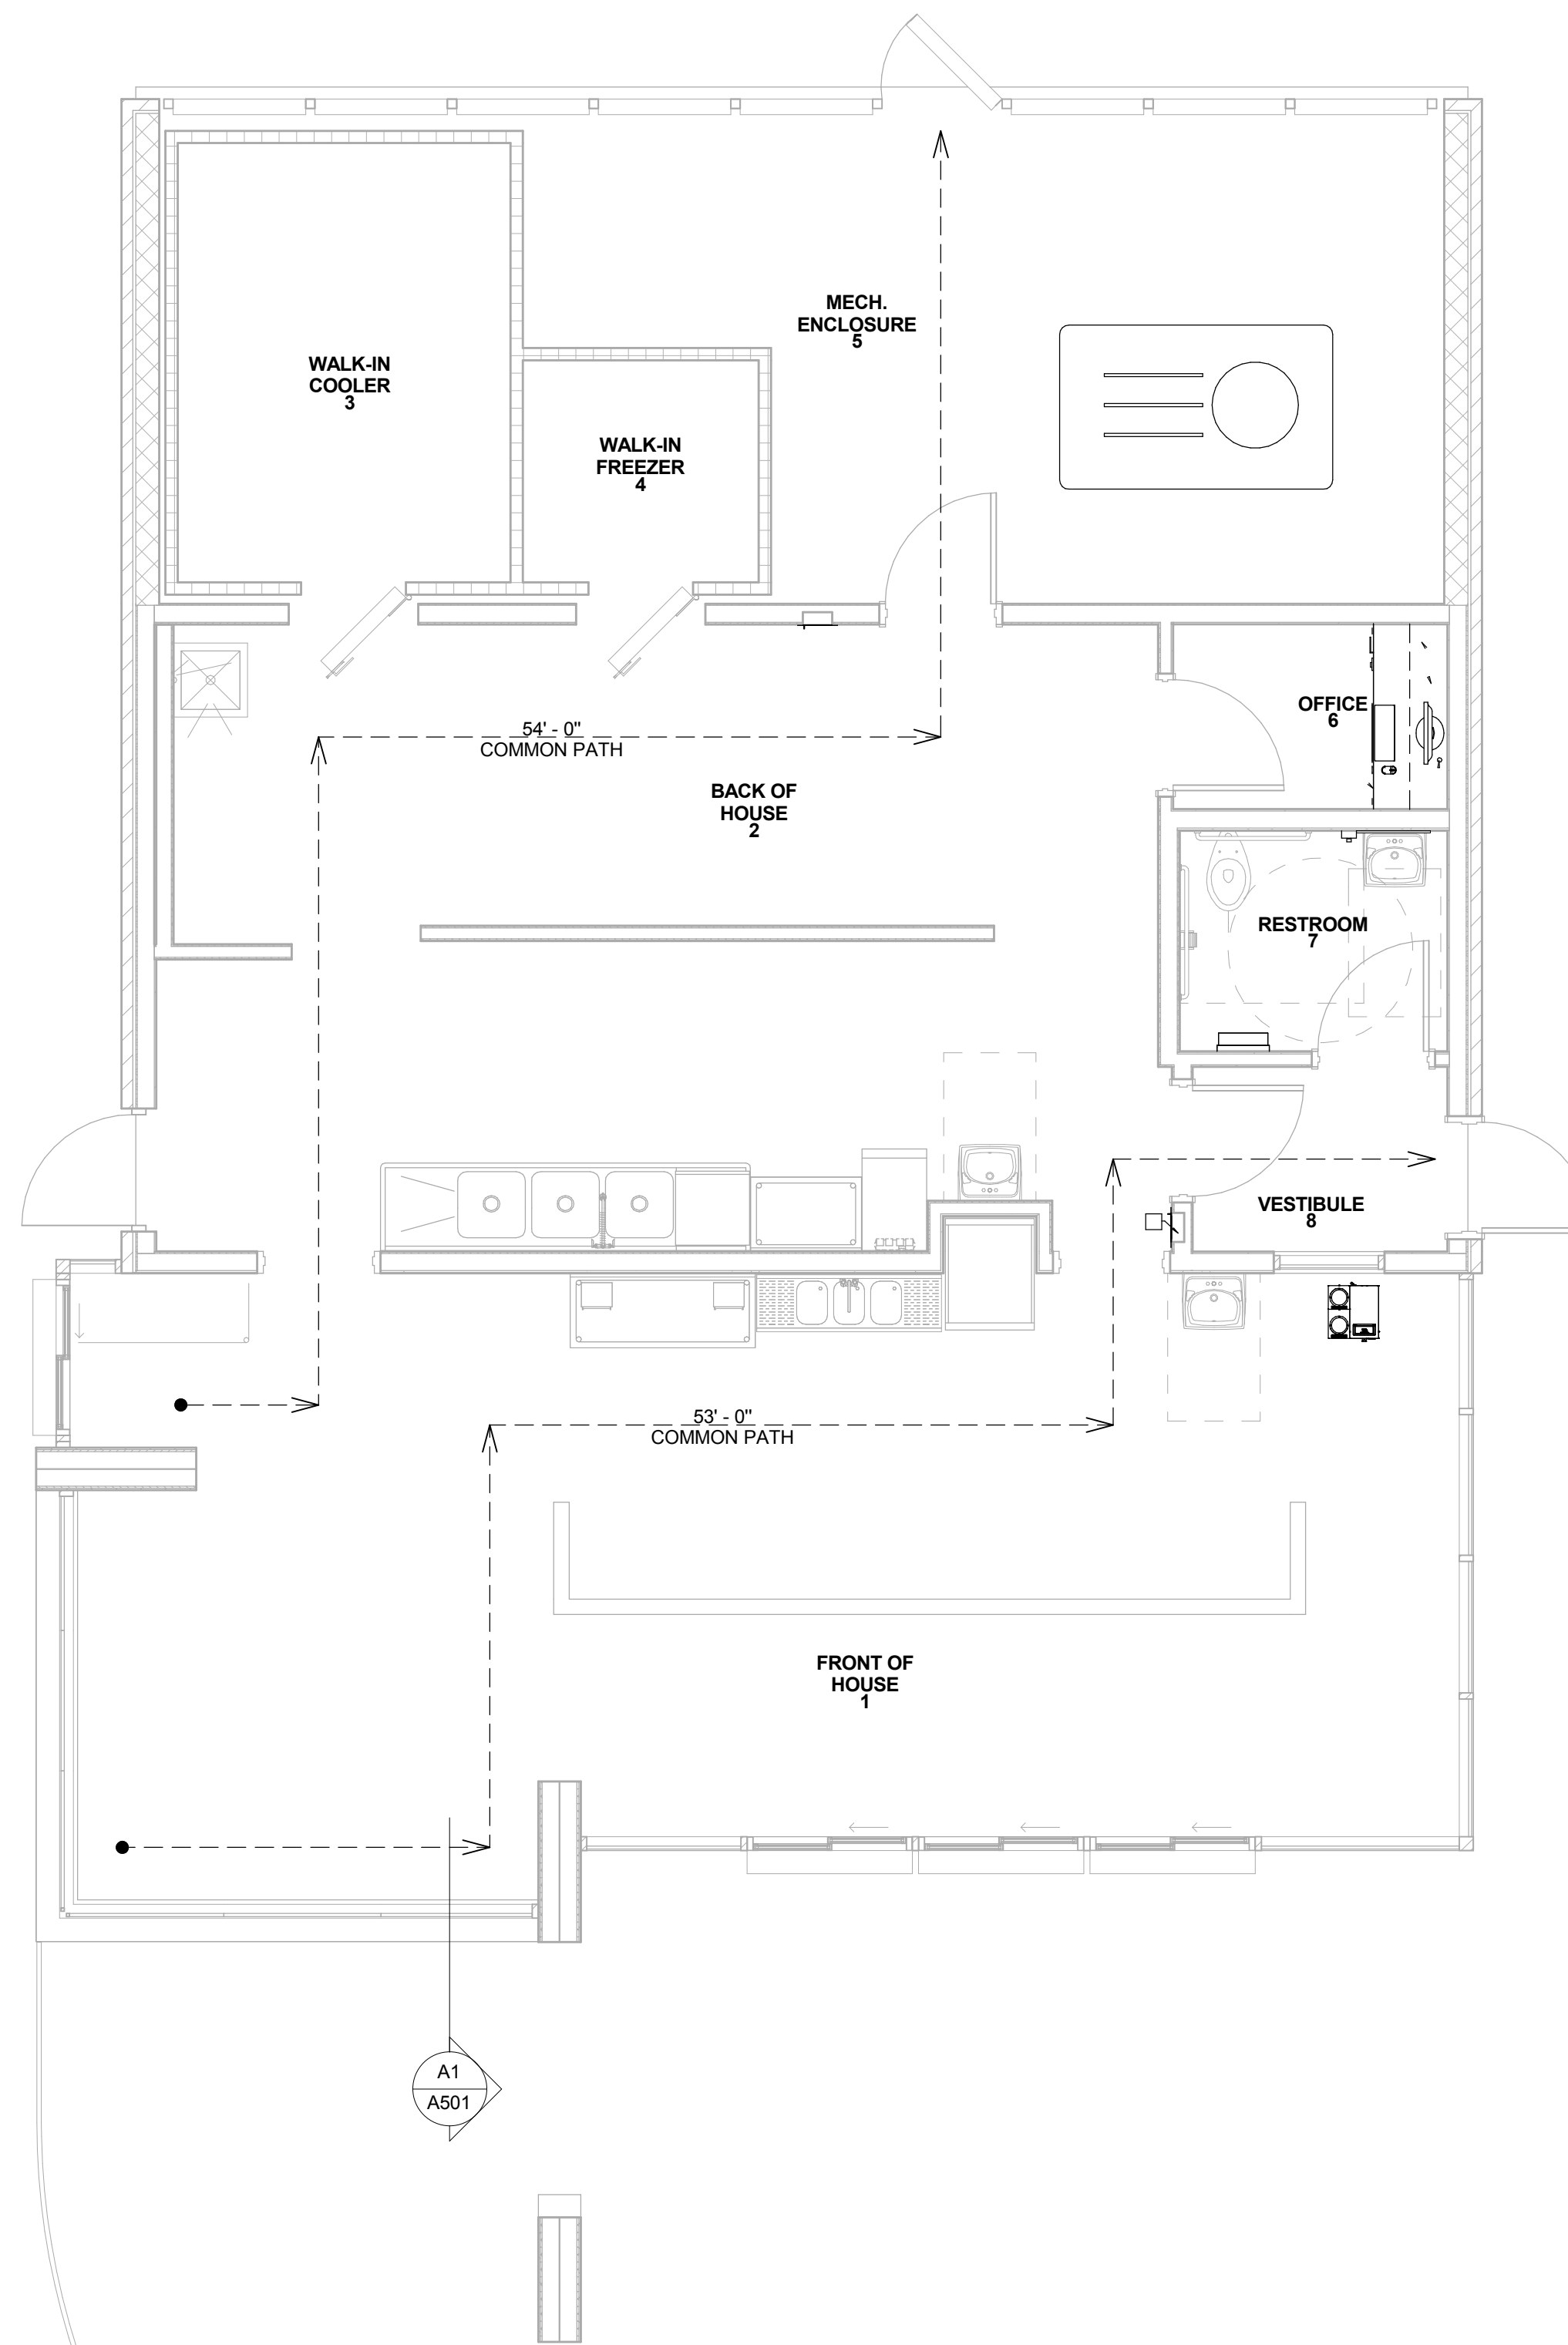 MECH.
ENCLOSURE
5
WALK-IN
COOLER
3
WALK-IN
FREEZER
4
OFFICE
6
54' - 0"
COMMON PATH
BACK OF
HOUSE
2
RESTROOM
7
VESTIBULE
8
53' - 0"
COMMON PATH
FRONT OF
HOUSE
1
A1
A501